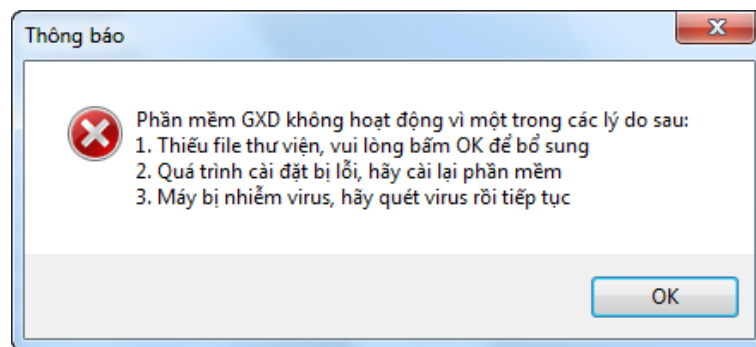 Thông báo
Phần mềm GXD không hoạt động vì một trong các lý do sau:
1. Thiếu file thư viện, vui lòng bấm OK để bổ sung
2. Quá trình cài đặt bị lỗi, hãy cài lại phần mềm
3. Máy bị nhiễm virus, hãy quét virus rồi tiếp tục
OK